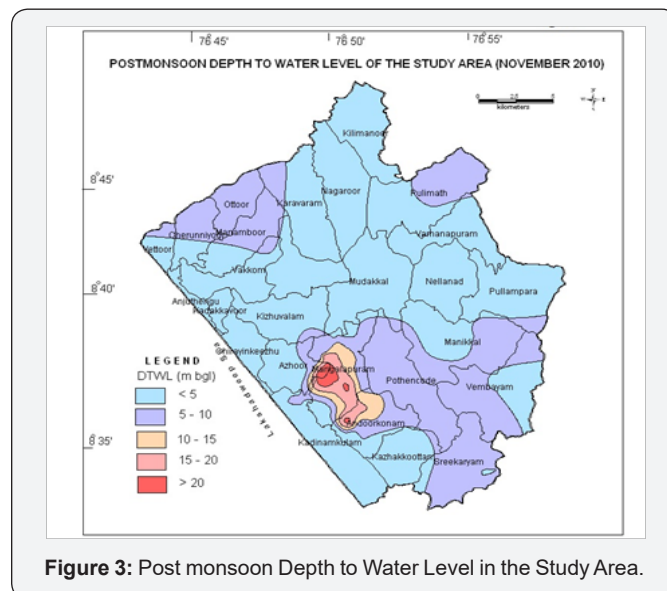 76°45' 76°50' 76°55'
POSTMONSOON DEPTH TO WATER LEVEL OF THE STUDY AREA (NOVEMBER 2010)
kilometers
Kilimanoor
8°45'
Nagaroor
Pulimath
Ottoor
Karavaram
Manamboor
Cherunniyoor
Vamanapuram
Vettoor
Vakkom
Mudakkal
Nellanad
Pullampara
8°40'
Anjuthengu
Kadakkavoor
Kizhuvalam
Manikkal
Chirayinkeezhu
LEGEND
DTWL (m bgl)
< 5
5 - 10
10 - 15
15 - 20
> 20
Azhoor
Mangalapuram
Pothencode
Vembayam
Lakshadweep Sea
Andoorkonam
8°35'
Kadinamkulam
Kazhakkoottam
Sreekaryam
Figure 3: Post monsoon Depth to Water Level in the Study Area.